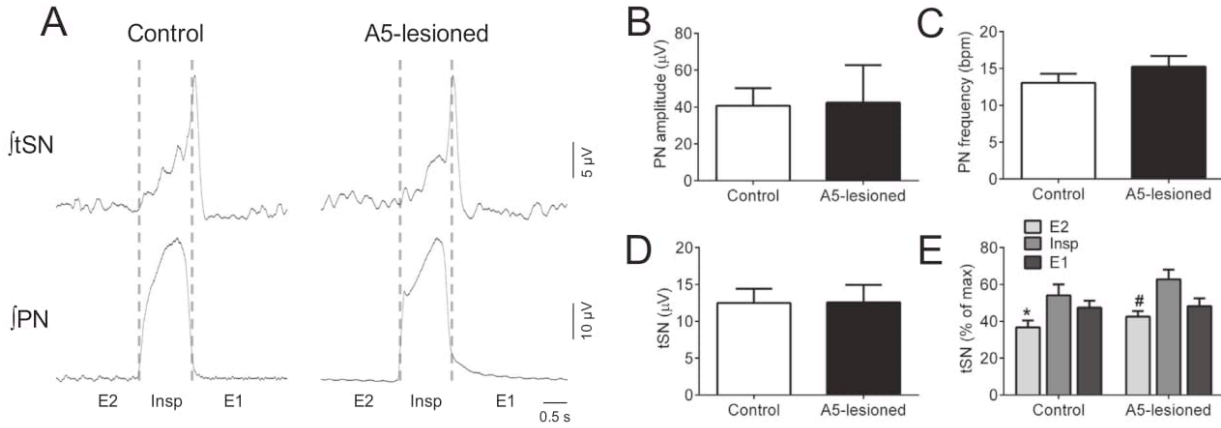 A
Control
A5-lesioned
∫tSN
5 µV
∫PN
10 µV
E2 Insp E1
E2 Insp E1
0.5 s
B
PN amplitude (µV)
80
60
40
20
0
Control A5-lesioned
C
PN frequency (bpm)
20
15
10
5
0
Control A5-lesioned
D
tSN (µV)
15
10
5
0
Control A5-lesioned
E
E2
Insp
E1
tSN (% of max)
80
60
40
20
0
* #
Control A5-lesioned